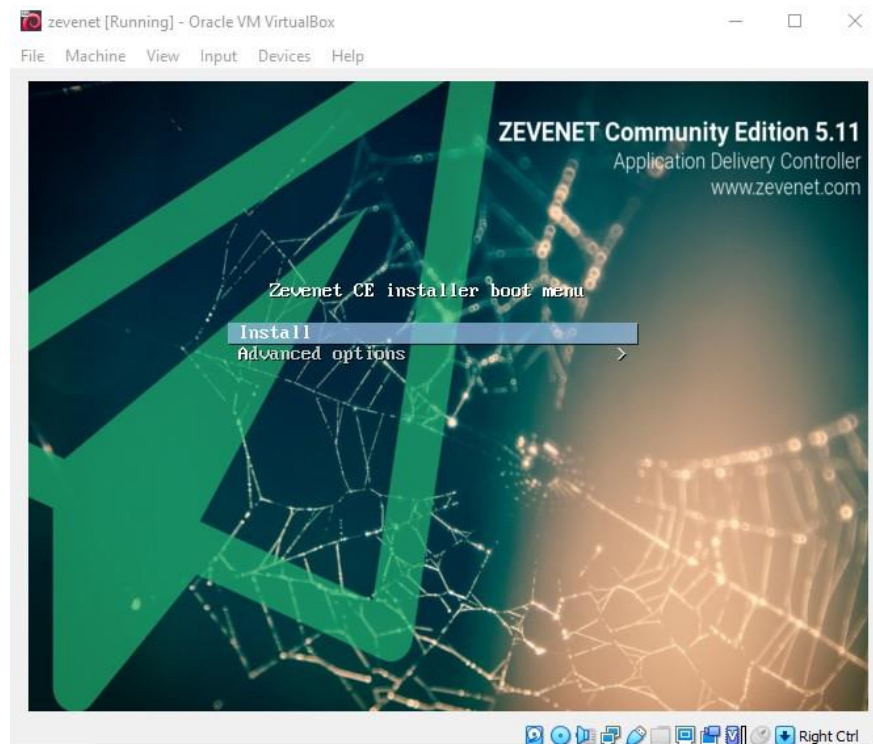 zevenet [Running] - Oracle VM VirtualBox
File Machine View Input Devices Help
ZEVENET Community Edition 5.11
Application Delivery Controller
www.zevenet.com
Zevenet CE installer boot menu
Install
Advanced options >
Right Ctrl